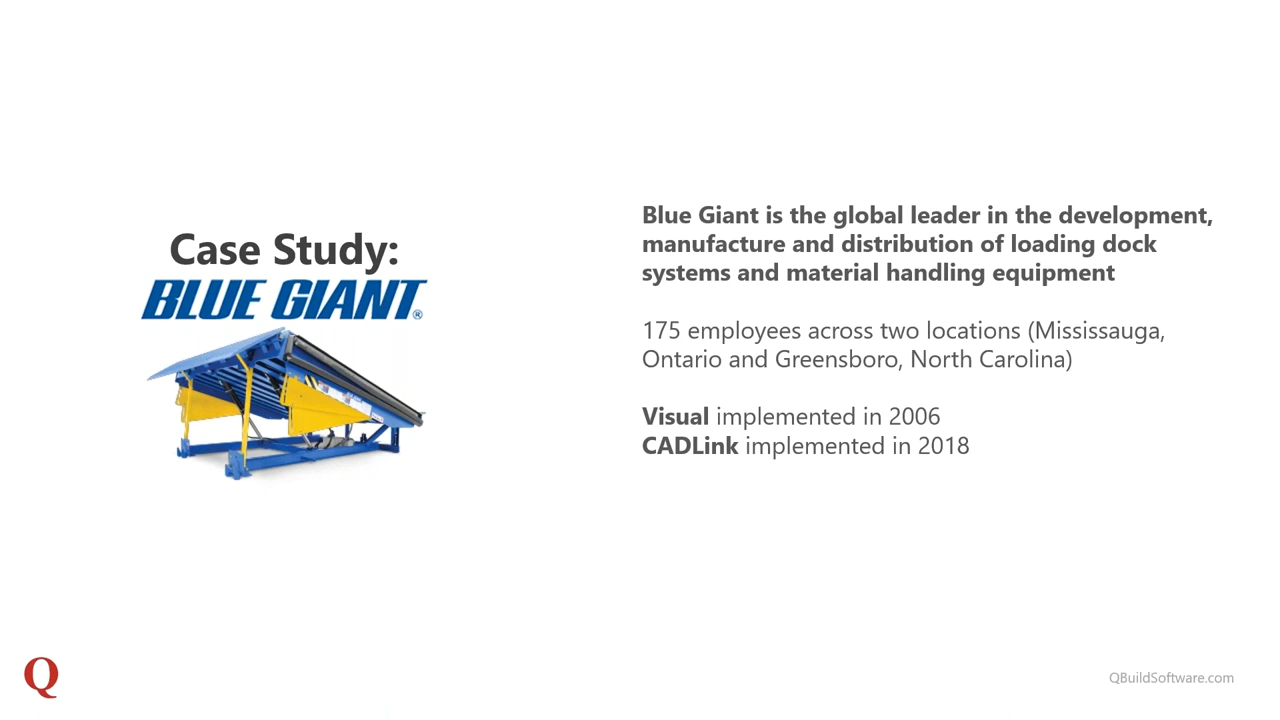 Case Study:
BLUE GIANT®
Blue Giant is the global leader in the development,
manufacture and distribution of loading dock
systems and material handling equipment
175 employees across two locations (Mississauga,
Ontario and Greensboro, North Carolina)
Visual implemented in 2006
CADLink implemented in 2018
Q
QBuildSoftware.com